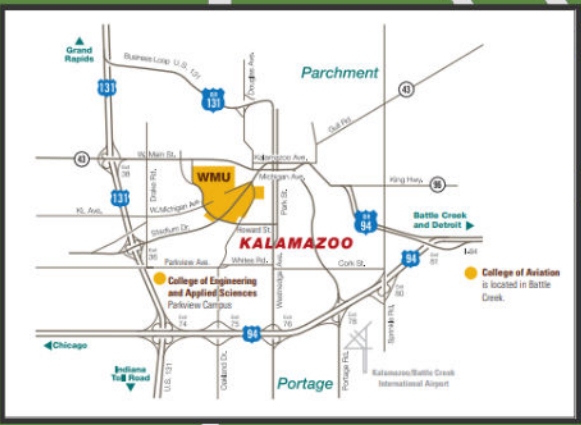 Grand
Rapids
Business Loop U.S. 131
Douglas Ave.
Parchment
131
BR
131
43
Gull Rd.
43
W. Main St.
Kalamazoo Ave.
Exit
38
WMU
Michigan Ave.
King Hwy.
96
131
Drake Rd.
Park St.
KL Ave.
W.Michigan Ave.
94
Battle Creek
and Detroit
Stadium Dr.
Howard St.
KALAMAZOO
I-94
Exit
36
94
Exit
81
Parkview Ave.
Whites Rd.
Cork St.
College of Engineering
and Applied Sciences
Parkview Campus
Westnedge Ave.
College of Aviation
is located in Battle
Creek.
Exit
80
Sprinkle Rd.
Exit
74
Exit
75
Exit
76
Exit
78
94
Chicago
Indiana
Toll Road
U.S. 131
Oakland Dr.
Portage
Portage Rd.
Kalamazoo/Battle Creek
International Airport